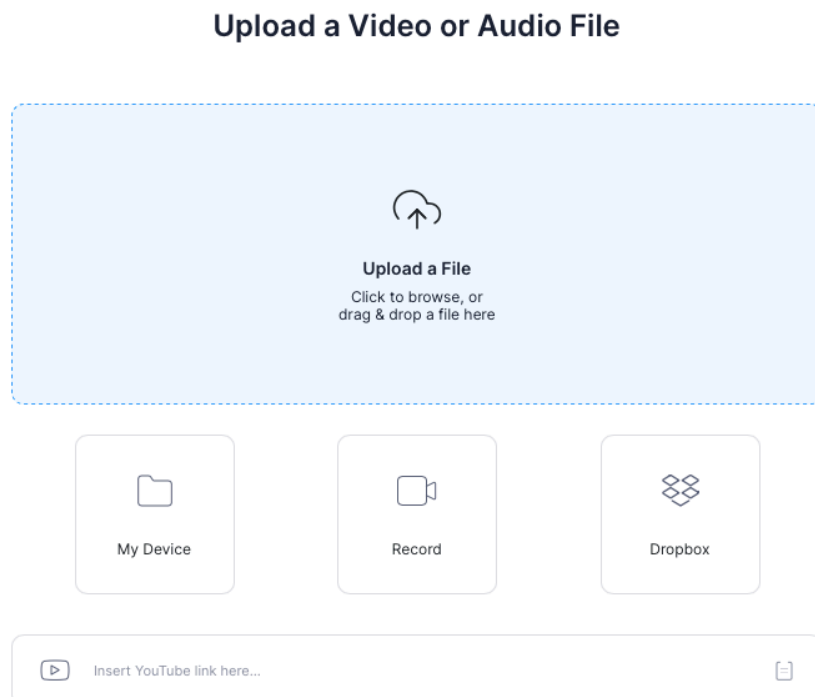 Upload a Video or Audio File
Upload a File
Click to browse, or
drag & drop a file here
My Device
Record
Dropbox
Insert YouTube link here...